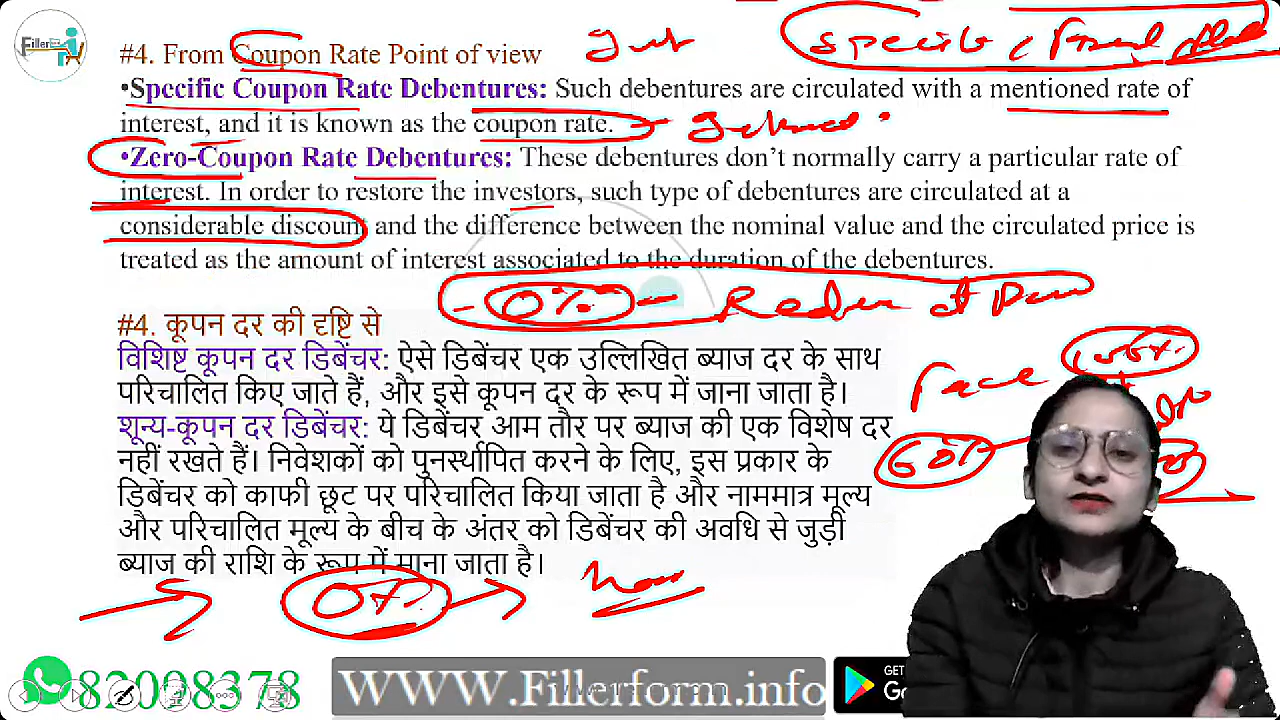 Filler
#4. From Coupon Rate Point of view
•Specific Coupon Rate Debentures: Such debentures are circulated with a mentioned rate of
interest, and it is known as the coupon rate.
•Zero-Coupon Rate Debentures: These debentures don’t normally carry a particular rate of
interest. In order to restore the investors, such type of debentures are circulated at a
considerable discount and the difference between the nominal value and the circulated price is
treated as the amount of interest associated to the duration of the debentures.
0%
#4. कूपन दर की दृष्टि से
विशिष्ट कूपन दर डिबेंचर: ऐसे डिबेंचर एक उल्लिखित ब्याज दर के साथ
परिचालित किए जाते हैं, और इसे कूपन दर के रूप में जाना जाता है।
Face
शून्य-कूपन दर डिबेंचर: ये डिबेंचर आम तौर पर ब्याज की एक विशेष दर
नहीं रखते हैं। निवेशकों को पुनर्स्थापित करने के लिए, इस प्रकार के
डिबेंचर को काफी छूट पर परिचालित किया जाता है और नाममात्र मूल्य
और परिचालित मूल्य के बीच के अंतर को डिबेंचर की अवधि से जुड़ी
ब्याज की राशि के रूप में माना जाता है।
WWW.Fillerform.info
GET